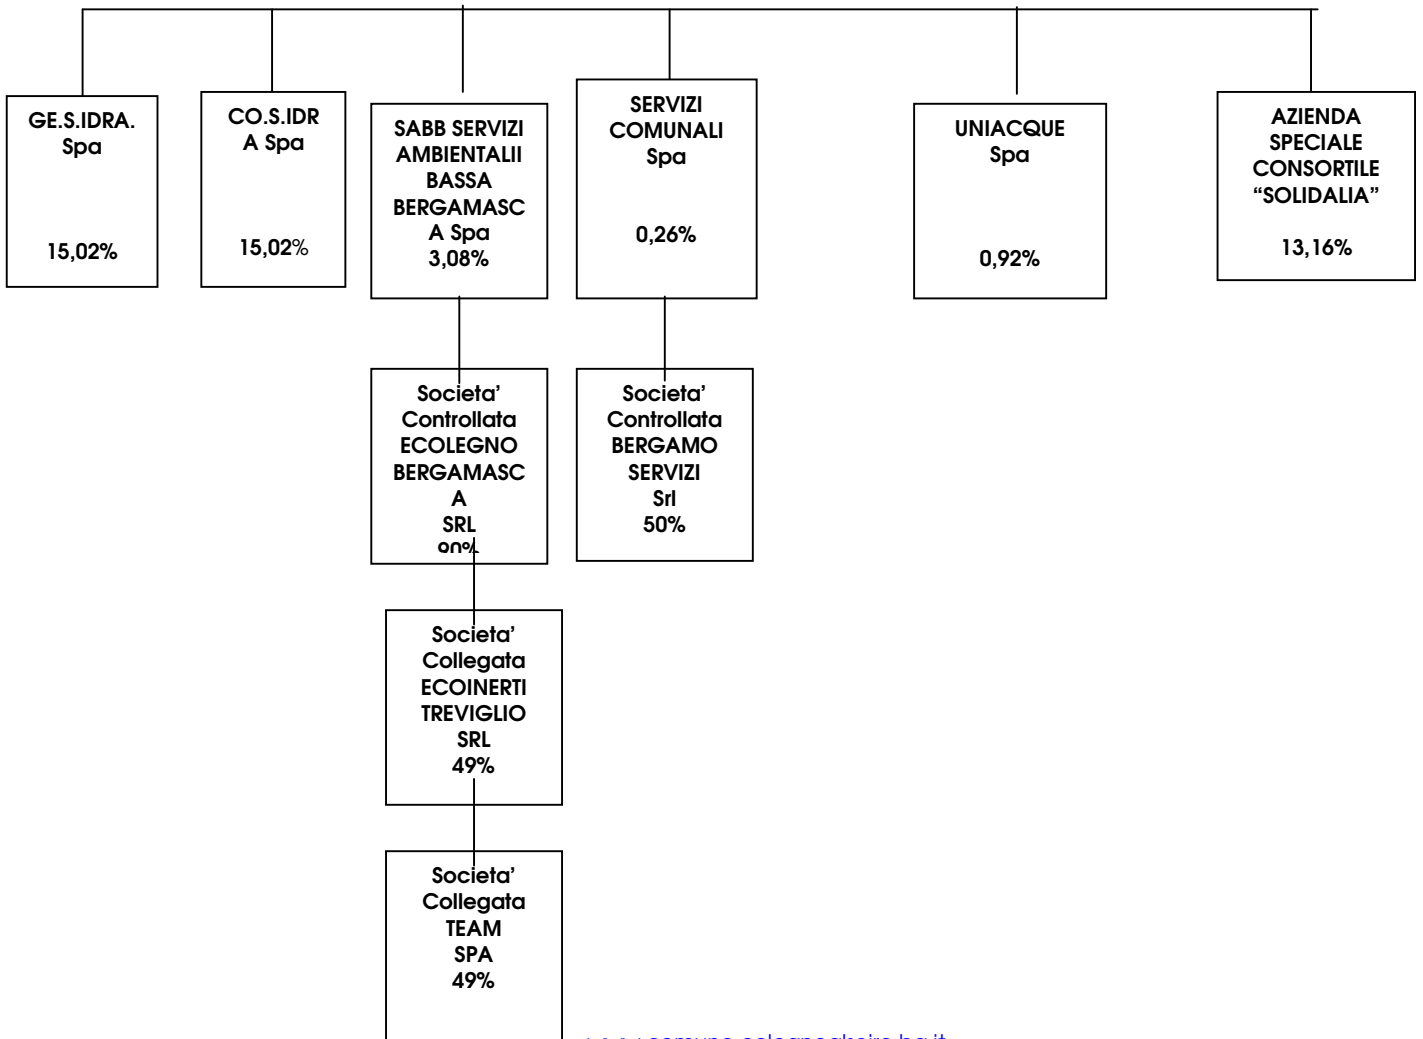 GE.S.IDRA.
Spa
15,02%
CO.S.IDR
A Spa
15,02%
SABB SERVIZI
AMBIENTALII
BASSA
BERGAMASC
A Spa
3,08%
SERVIZI
COMUNALI
Spa
0,26%
UNIACQUE
Spa
0,92%
AZIENDA
SPECIALE
CONSORTILE
“SOLIDALIA”
13,16%
Societa’
Controllata
ECOLEGNO
BERGAMASC
A
SRL
Societa’
Controllata
BERGAMO
SERVIZI
Srl
50%
Societa’
Collegata
ECOINERTI
TREVIGLIO
SRL
49%
Societa’
Collegata
TEAM
SPA
49%